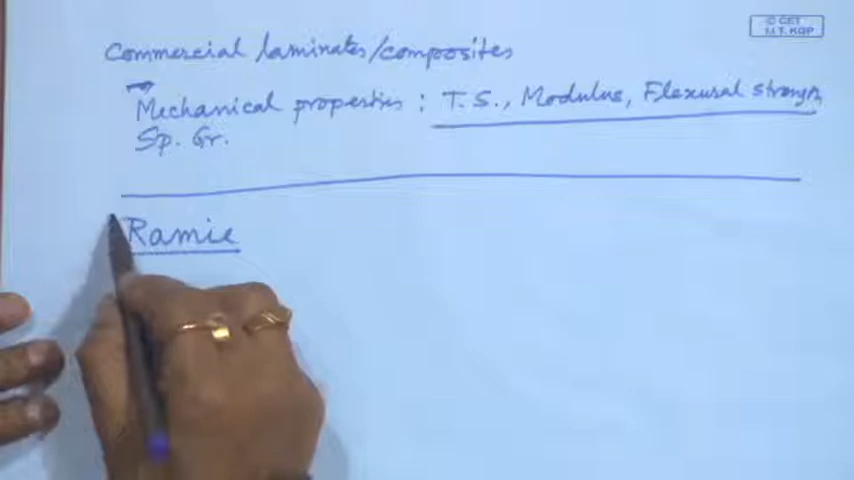 © CET
I.I.T. KGP
Commercial laminates/composites
Mechanical properties : T.S., Modulus, Flexural strength,
Sp. Gr.
Ramie